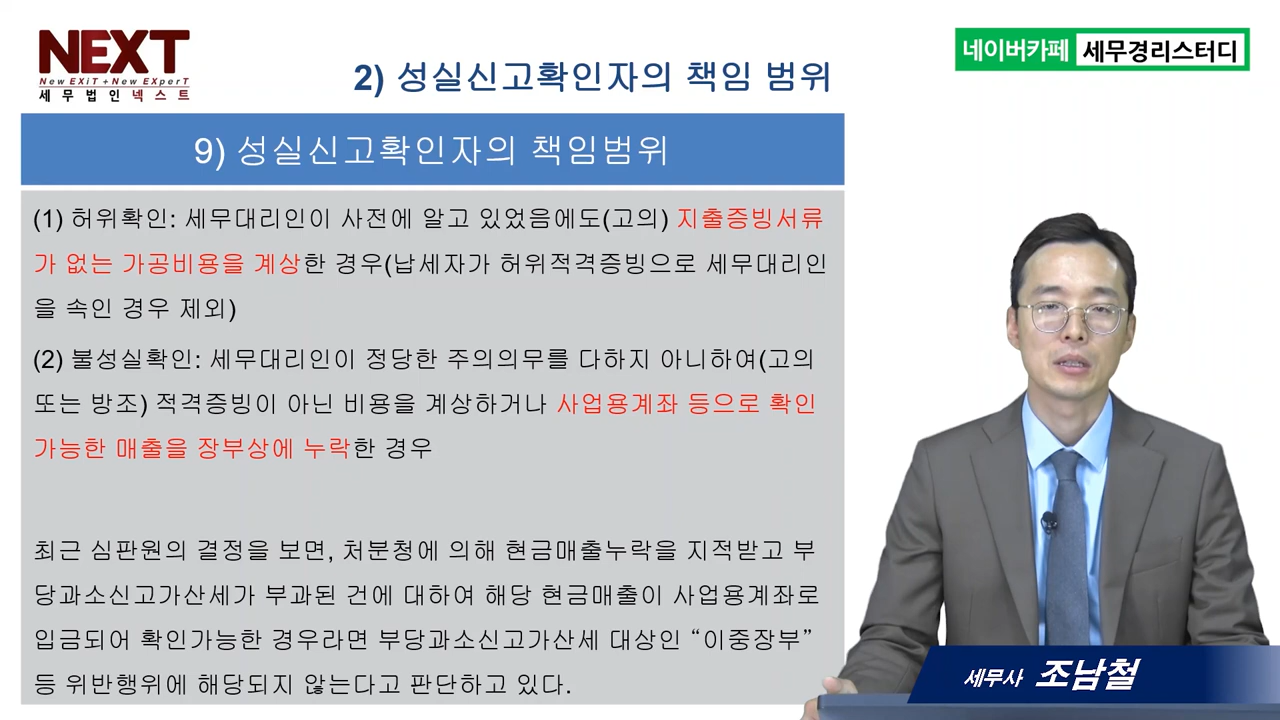 NEXT
New EXiT + New EXperT
세무법인넥스트
네이버카페 세무경리스터디
2) 성실신고확인자의 책임 범위
9) 성실신고확인자의 책임범위
(1) 허위확인: 세무대리인이 사전에 알고 있었음에도(고의) 지출증빙서류
가 없는 가공비용을 계상한 경우(납세자가 허위적격증빙으로 세무대리인
을 속인 경우 제외)
(2) 불성실확인: 세무대리인이 정당한 주의의무를 다하지 아니하여(고의
또는 방조) 적격증빙이 아닌 비용을 계상하거나 사업용계좌 등으로 확인
가능한 매출을 장부상에 누락한 경우
최근 심판원의 결정을 보면, 처분청에 의해 현금매출누락을 지적받고 부
당과소신고가산세가 부과된 건에 대하여 해당 현금매출이 사업용계좌로
입금되어 확인가능한 경우라면 부당과소신고가산세 대상인 “이중장부”
등 위반행위에 해당되지 않는다고 판단하고 있다.
세무사 조남철